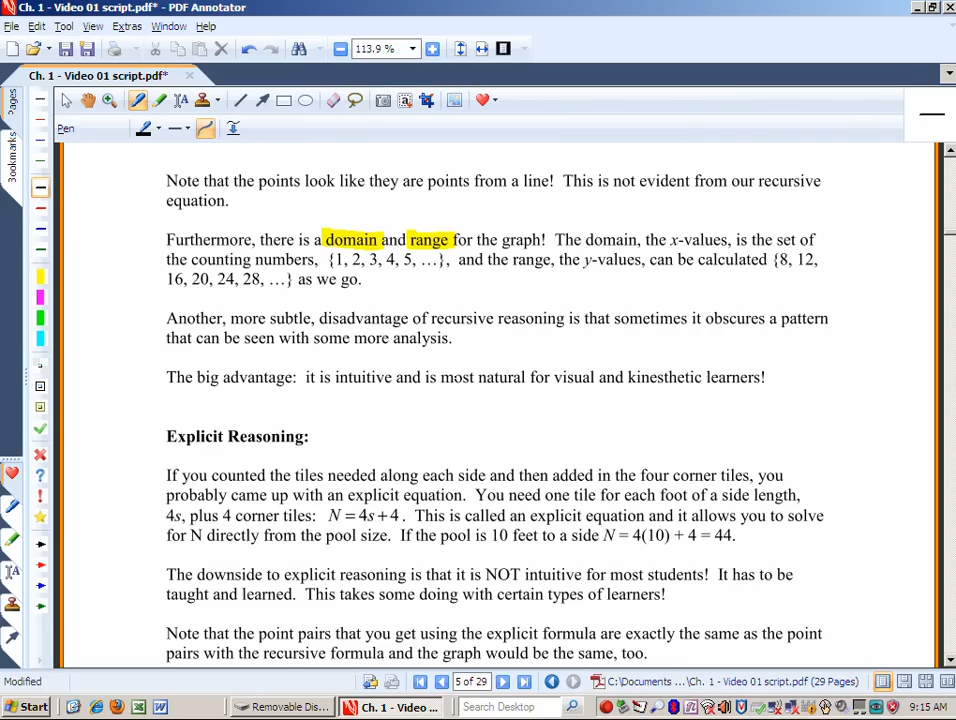 Ch. 1 - Video 01 script.pdf* - PDF Annotator
File Edit Tool View Extras Window Help
113.9 %
Ch. 1 - Video 01 script.pdf*
Pages
Bookmarks
Pen
Note that the points look like they are points from a line!  This is not evident from our recursive
equation.
Furthermore, there is a domain and range for the graph!  The domain, the x-values, is the set of
the counting numbers,  {1, 2, 3, 4, 5, …},  and the range, the y-values, can be calculated {8, 12,
16, 20, 24, 28, …} as we go.
Another, more subtle, disadvantage of recursive reasoning is that sometimes it obscures a pattern
that can be seen with some more analysis.
The big advantage:  it is intuitive and is most natural for visual and kinesthetic learners!
Explicit Reasoning:
If you counted the tiles needed along each side and then added in the four corner tiles, you
probably came up with an explicit equation.  You need one tile for each foot of a side length,
4s, plus 4 corner tiles:  N = 4s + 4 .  This is called an explicit equation and it allows you to solve
for N directly from the pool size.  If the pool is 10 feet to a side N = 4(10) + 4 = 44.
The downside to explicit reasoning is that it is NOT intuitive for most students!  It has to be
taught and learned.  This takes some doing with certain types of learners!
Note that the point pairs that you get using the explicit formula are exactly the same as the point
pairs with the recursive formula and the graph would be the same, too.
Modified
5 of 29
C:\Documents ...\Ch. 1 - Video 01 script.pdf (29 Pages)
Start
Removable Dis...
Ch. 1 - Video ...
Search Desktop
9:15 AM